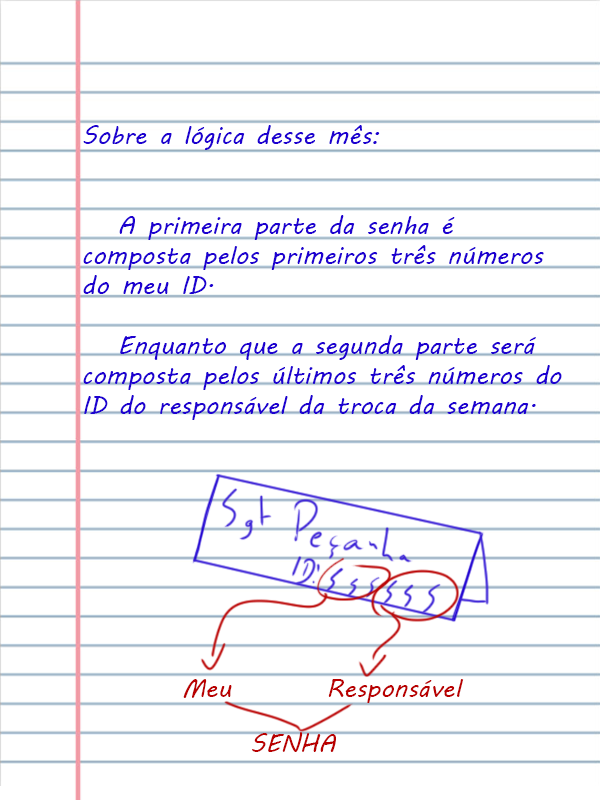 Sobre a lógica desse mês:
A primeira parte da senha é
composta pelos primeiros três números
do meu ID.
Enquanto que a segunda parte será
composta pelos últimos três números do
ID do responsável da troca da semana.
Sgt Peçanha
ID:
Meu
Responsável
SENHA